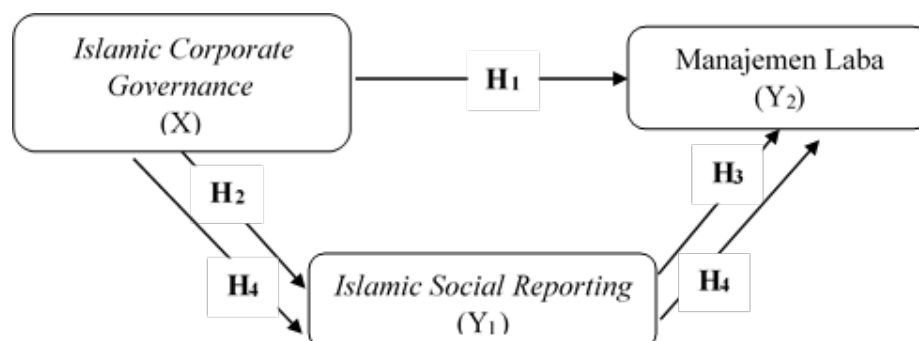 Islamic Corporate
Governance
(X)
H1
Manajemen Laba
(Y2)
H2
H3
H4
H4
Islamic Social Reporting
(Y1)